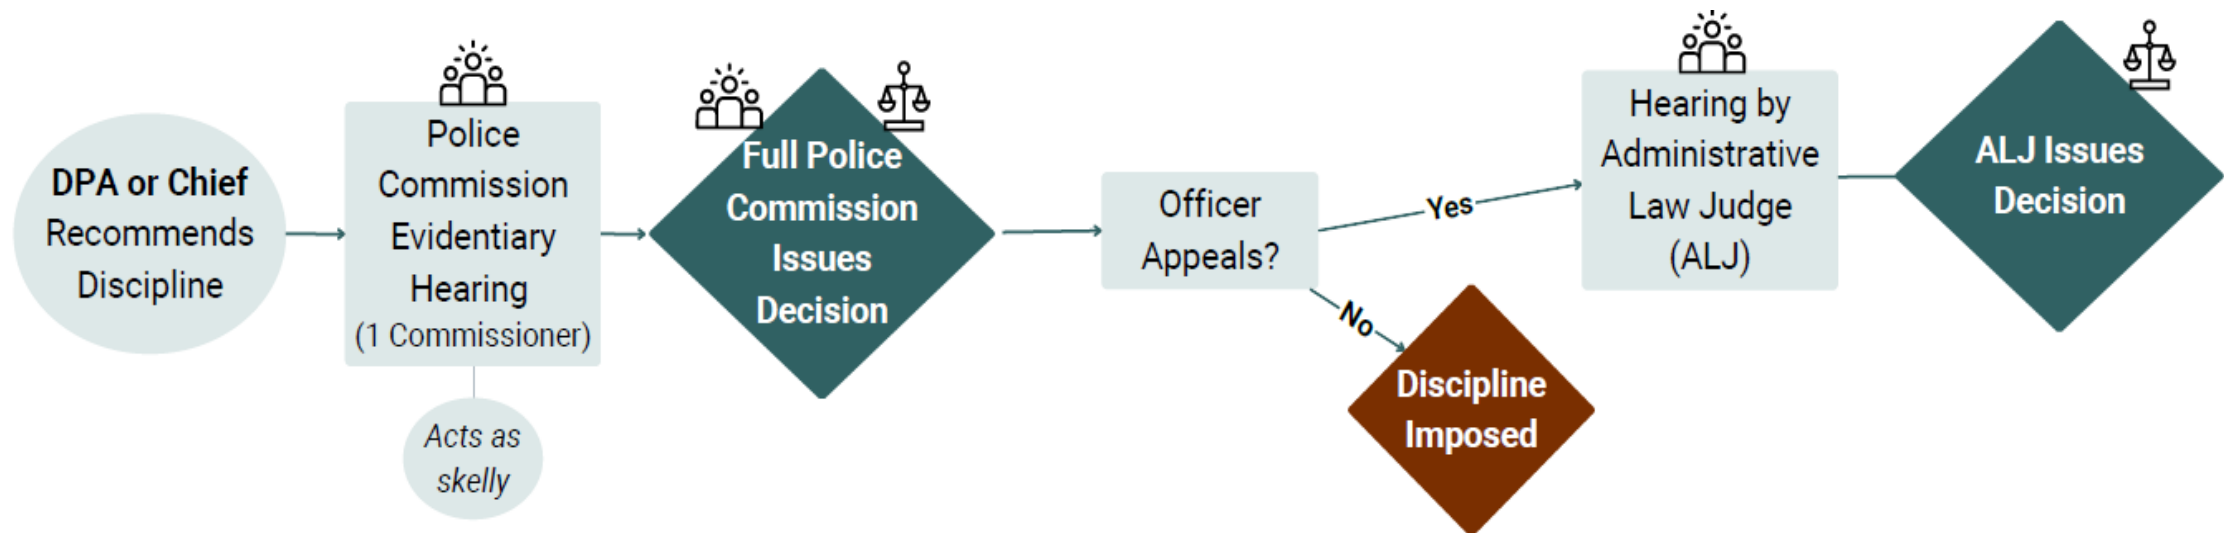 DPA or Chief
Recommends
Discipline
Police
Commission
Evidentiary
Hearing
(1 Commissioner)
Acts as
skelly
Full Police
Commission
Issues
Decision
Officer
Appeals?
Yes
No
Discipline
Imposed
Hearing by
Administrative
Law Judge
(ALJ)
ALJ Issues
Decision